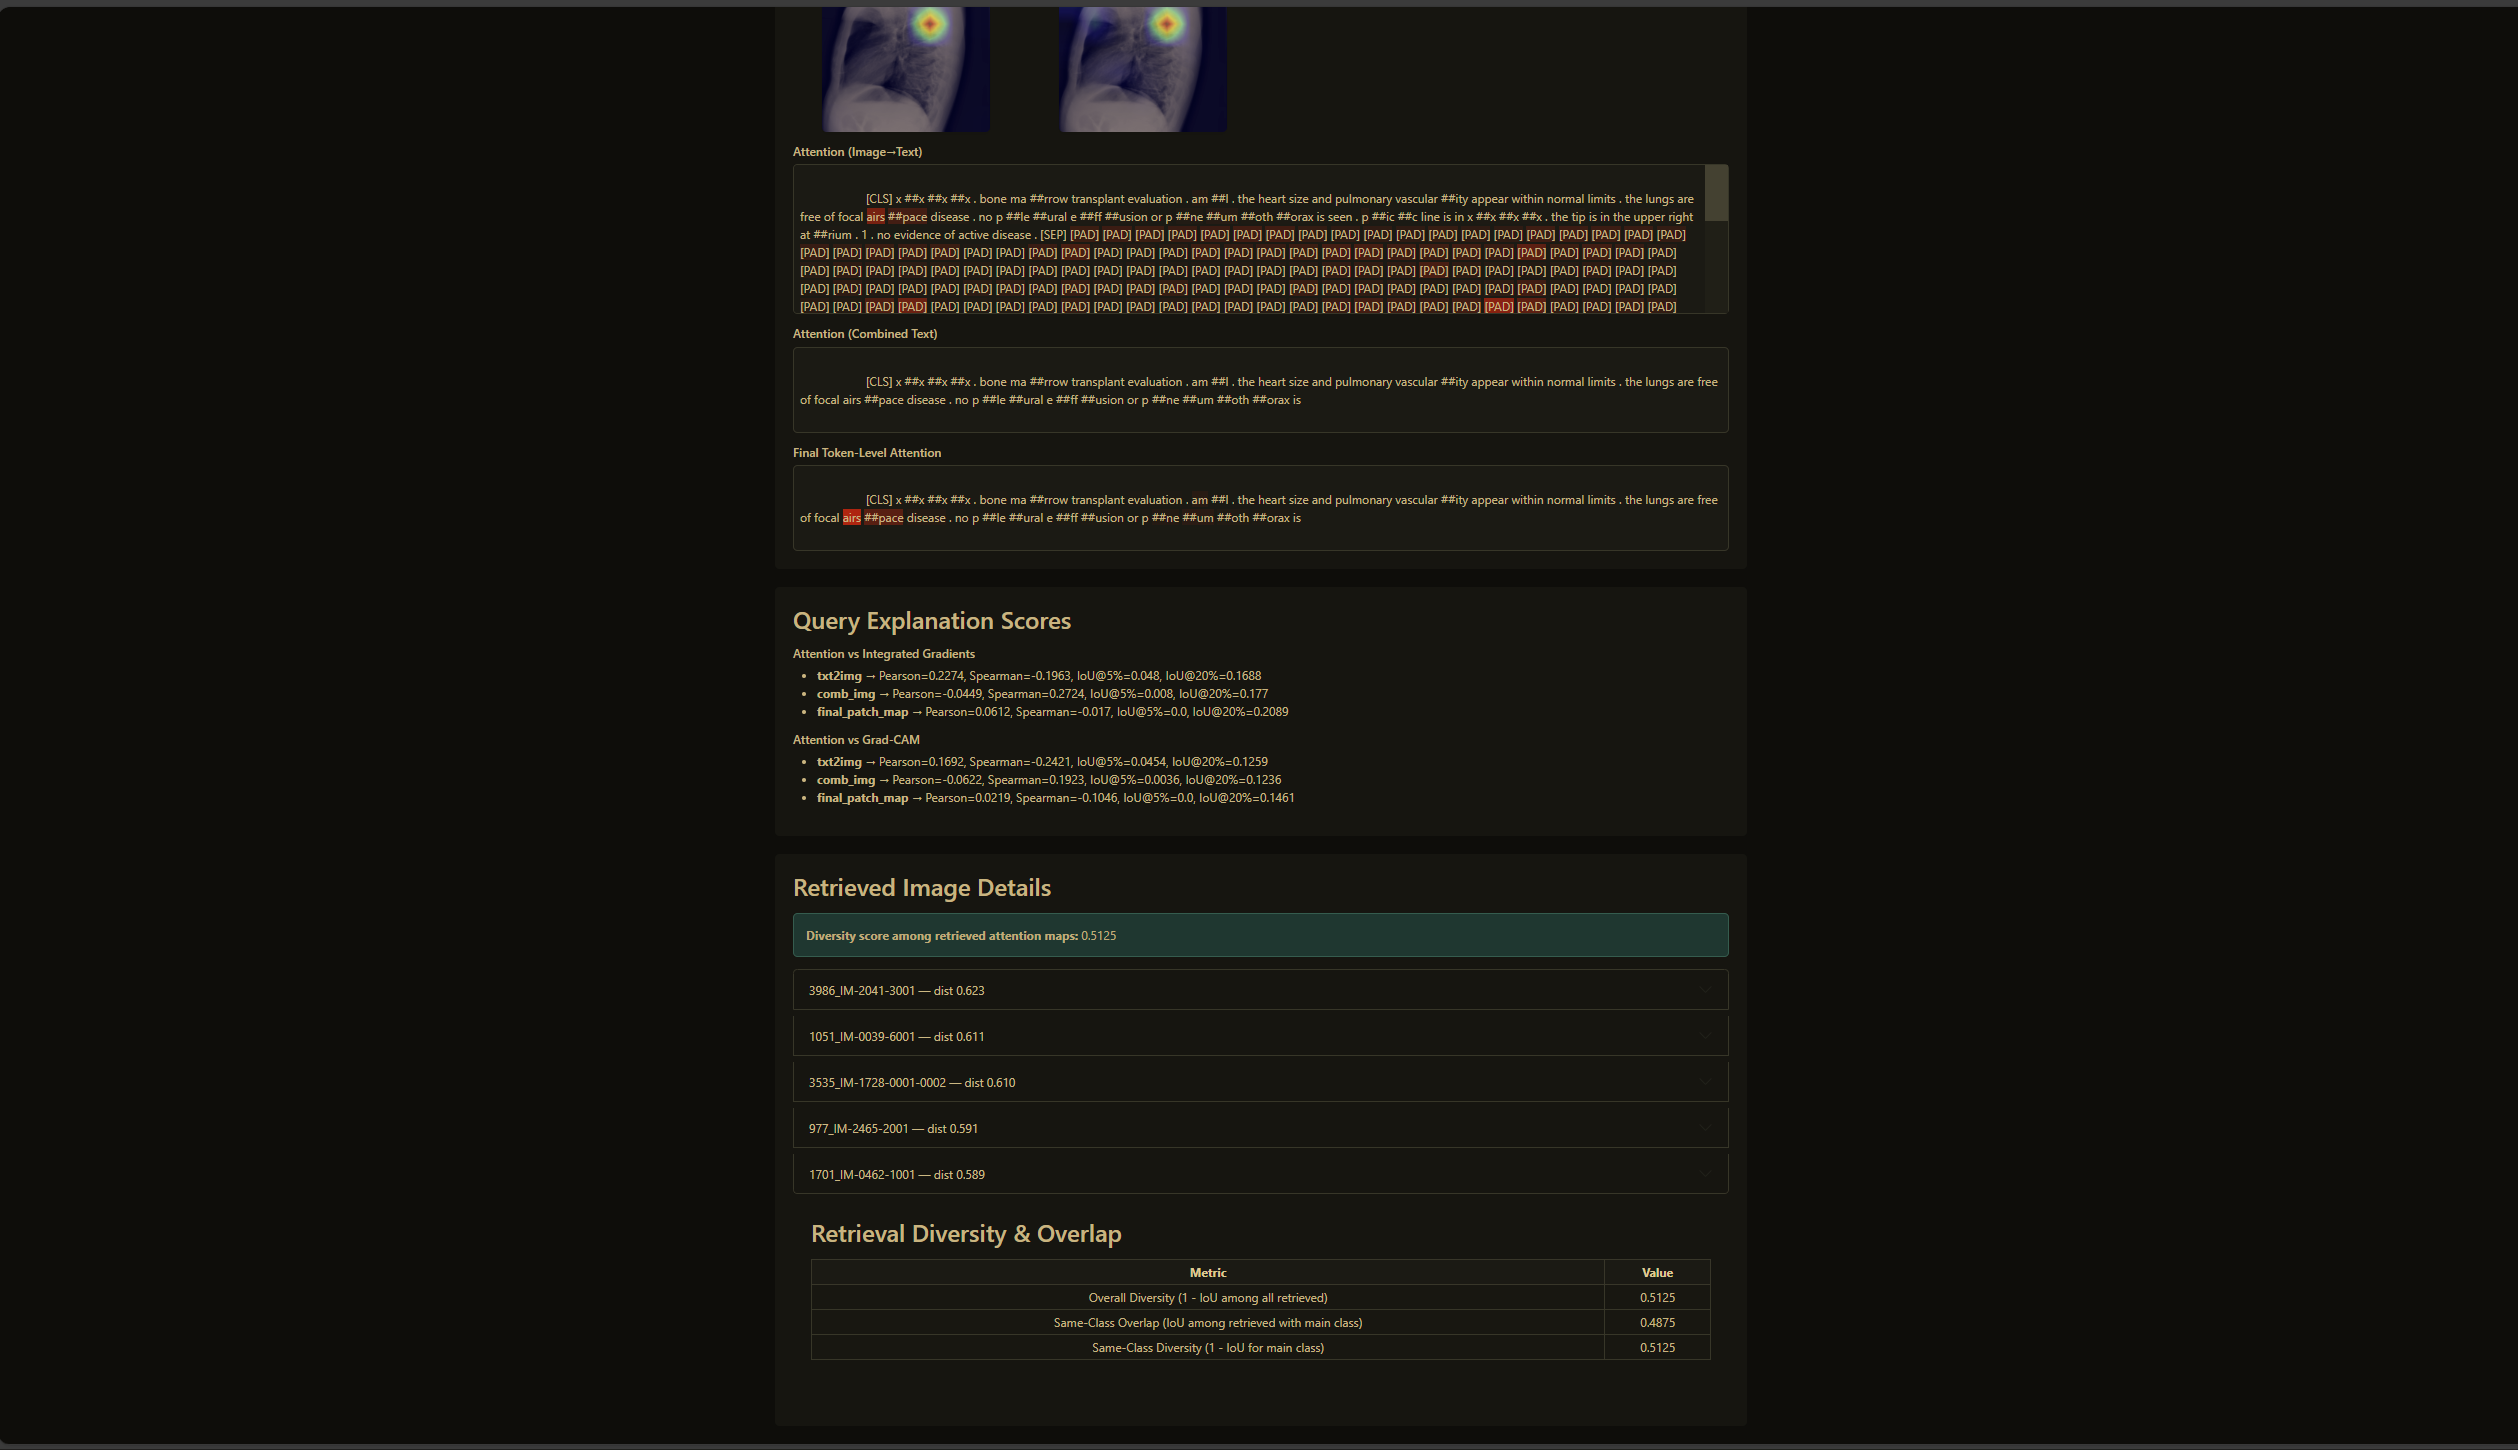 Attention (Image→Text)
[CLS] x ##x ##x ##x . bone ma ##rrow transplant evaluation . am ##l . the heart size and pulmonary vascular ##ity appear within normal limits . the lungs are
free of focal airs ##pace disease . no p ##le ##ural e ##ff ##usion or p ##ne ##um ##oth ##orax is seen . p ##ic ##c line is in x ##x ##x ##x . the tip is in the upper right
at ##rium . 1 . no evidence of active disease . [SEP] [PAD] [PAD] [PAD] [PAD] [PAD] [PAD] [PAD] [PAD] [PAD] [PAD] [PAD] [PAD] [PAD] [PAD] [PAD] [PAD] [PAD] [PAD] [PAD]
[PAD] [PAD] [PAD] [PAD] [PAD] [PAD] [PAD] [PAD] [PAD] [PAD] [PAD] [PAD] [PAD] [PAD] [PAD] [PAD] [PAD] [PAD] [PAD] [PAD] [PAD] [PAD] [PAD] [PAD] [PAD] [PAD] [PAD]
[PAD] [PAD] [PAD] [PAD] [PAD] [PAD] [PAD] [PAD] [PAD] [PAD] [PAD] [PAD] [PAD] [PAD] [PAD] [PAD] [PAD] [PAD] [PAD] [PAD] [PAD] [PAD] [PAD] [PAD] [PAD] [PAD] [PAD]
[PAD] [PAD] [PAD] [PAD] [PAD] [PAD] [PAD] [PAD] [PAD] [PAD] [PAD] [PAD] [PAD] [PAD] [PAD] [PAD] [PAD] [PAD] [PAD] [PAD] [PAD] [PAD] [PAD] [PAD] [PAD] [PAD] [PAD]
[PAD] [PAD] [PAD] [PAD] [PAD] [PAD] [PAD] [PAD] [PAD] [PAD] [PAD] [PAD] [PAD] [PAD] [PAD] [PAD] [PAD] [PAD] [PAD] [PAD] [PAD] [PAD] [PAD] [PAD] [PAD] [PAD] [PAD]
Attention (Combined Text)
[CLS] x ##x ##x ##x . bone ma ##rrow transplant evaluation . am ##l . the heart size and pulmonary vascular ##ity appear within normal limits . the lungs are free
of focal airs ##pace disease . no p ##le ##ural e ##ff ##usion or p ##ne ##um ##oth ##orax is
Final Token-Level Attention
[CLS] x ##x ##x ##x . bone ma ##rrow transplant evaluation . am ##l . the heart size and pulmonary vascular ##ity appear within normal limits . the lungs are free
of focal airs ##pace disease . no p ##le ##ural e ##ff ##usion or p ##ne ##um ##oth ##orax is
Query Explanation Scores
Attention vs Integrated Gradients
• txt2img → Pearson=0.2274, Spearman=-0.1963, IoU@5%=0.048, IoU@20%=0.1688
• comb_img → Pearson=-0.0449, Spearman=0.2724, IoU@5%=0.008, IoU@20%=0.177
• final_patch_map → Pearson=0.0612, Spearman=-0.017, IoU@5%=0.0, IoU@20%=0.2089
Attention vs Grad-CAM
• txt2img → Pearson=0.1692, Spearman=-0.2421, IoU@5%=0.0454, IoU@20%=0.1259
• comb_img → Pearson=-0.0622, Spearman=0.1923, IoU@5%=0.0036, IoU@20%=0.1236
• final_patch_map → Pearson=0.0219, Spearman=-0.1046, IoU@5%=0.0, IoU@20%=0.1461
Retrieved Image Details
Diversity score among retrieved attention maps: 0.5125
3986_IM-2041-3001 — dist 0.623
1051_IM-0039-6001 — dist 0.611
3535_IM-1728-0001-0002 — dist 0.610
977_IM-2465-2001 — dist 0.591
1701_IM-0462-1001 — dist 0.589
Retrieval Diversity & Overlap
Metric Value
Overall Diversity (1 - IoU among all retrieved) 0.5125
Same-Class Overlap (IoU among retrieved with main class) 0.4875
Same-Class Diversity (1 - IoU for main class) 0.5125